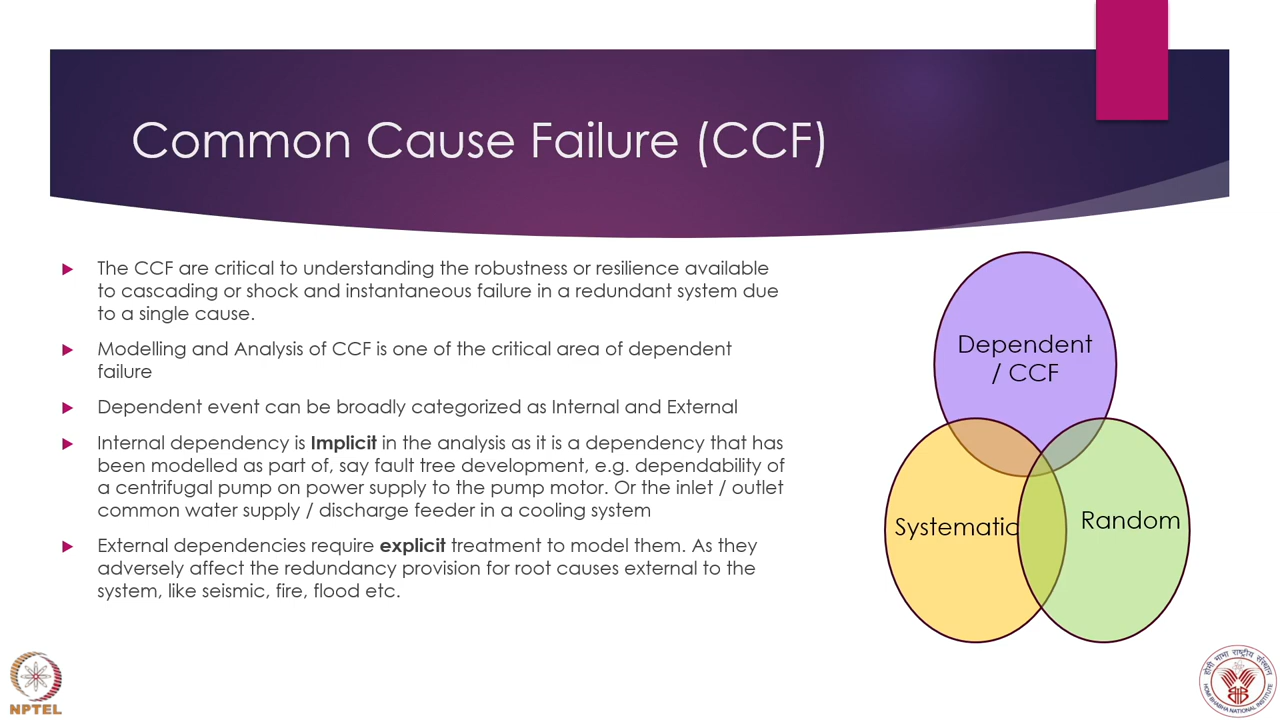 Common Cause Failure (CCF)
The CCF are critical to understanding the robustness or resilience available
to cascading or shock and instantaneous failure in a redundant system due
to a single cause.
Modelling and Analysis of CCF is one of the critical area of dependent
failure
Dependent event can be broadly categorized as Internal and External
Internal dependency is Implicit in the analysis as it is a dependency that has
been modelled as part of, say fault tree development, e.g. dependability of
a centrifugal pump on power supply to the pump motor. Or the inlet / outlet
common water supply / discharge feeder in a cooling system
External dependencies require explicit treatment to model them. As they
adversely affect the redundancy provision for root causes external to the
system, like seismic, fire, flood etc.
Dependent
/ CCF
Systematic
Random
NPTEL
होमी भाभा राष्ट्रीय संस्थान
HOMI BHABHA NATIONAL INSTITUTE